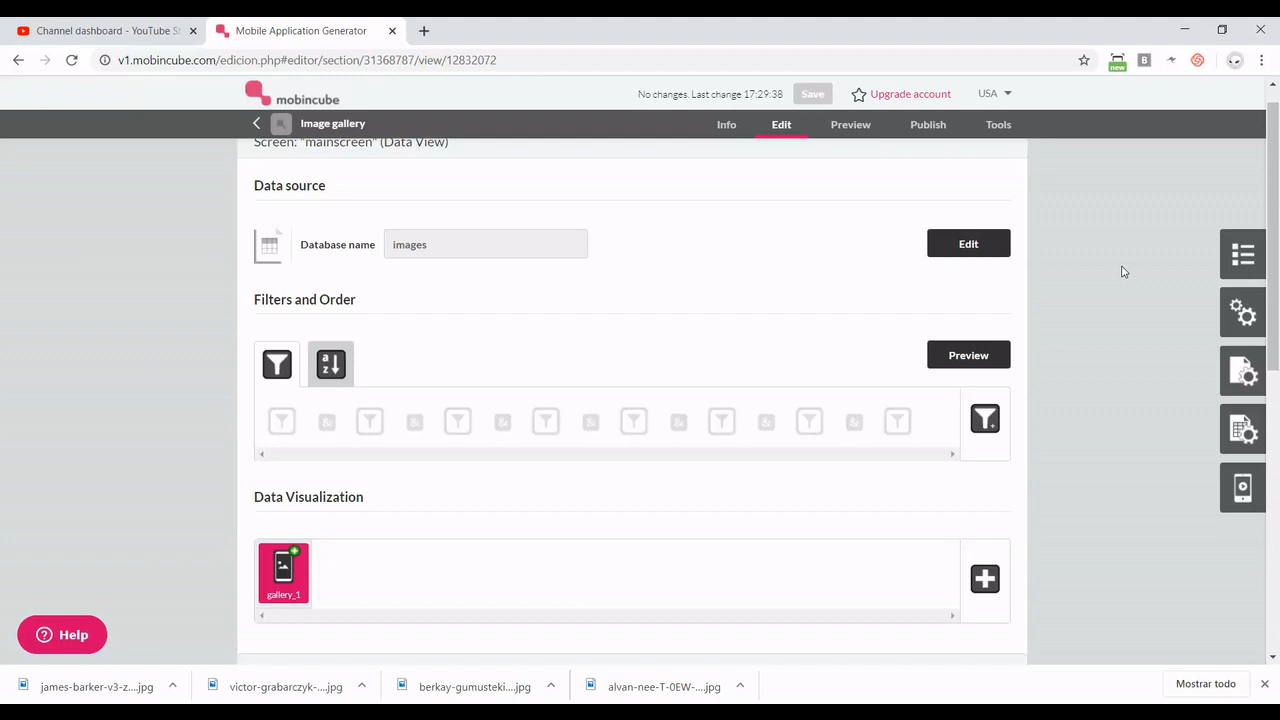 Channel dashboard - YouTube St
Mobile Application Generator
v1.mobincube.com/edicion.php#editor/section/31368787/view/12832072
new
B
mobincube
No changes. Last change 17:29:38
Save
Upgrade account
USA
Image gallery
Info
Edit
Preview
Publish
Tools
Screen: "mainscreen" (Data View)
Data source
Database name
images
Edit
Filters and Order
a
z
Preview
& & & & & & &
Data Visualization
gallery_1
? Help
james-barker-v3-z....jpg
victor-grabarczyk-....jpg
berkay-gumusteki....jpg
alvan-nee-T-0EW-....jpg
Mostrar todo